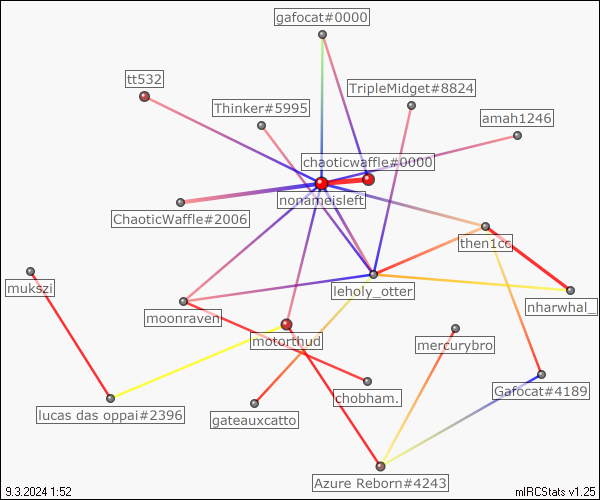 gafocat#0000
tt532
TripleMidget#8824
Thinker#5995
amah1246
chaoticwaffle#0000
nonameisleft
ChaoticWaffle#2006
then1cc
mukszi
leholy_otter
nharwhal_
moonraven
motorthud
mercurybro
chobham.
Gafocat#4189
lucas das oppai#2396
gateauxcatto
Azure Reborn#4243
9.3.2024 1:52
mIRCStats v1.25